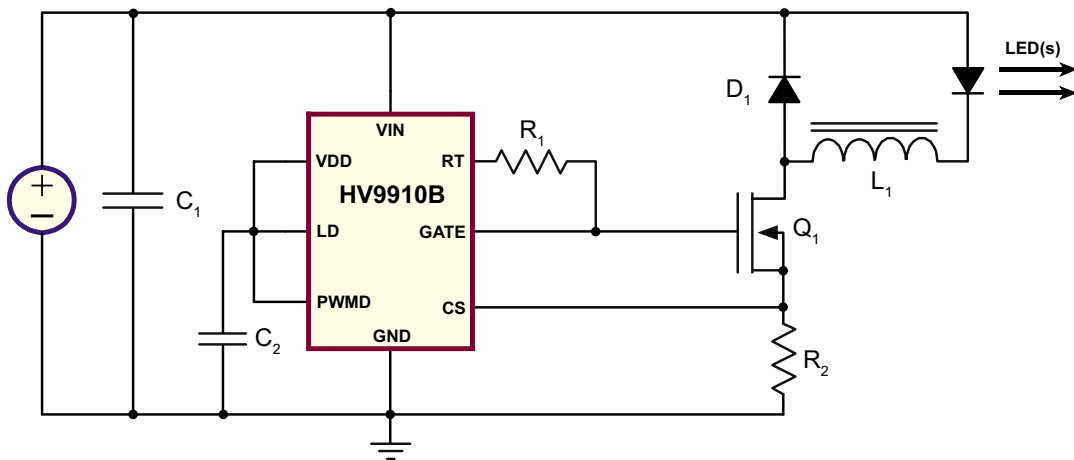 LED(s)
D₁
VIN
R₁
VDD
RT
HV9910B
L₁
C₁
LD
GATE
Q₁
PWMD
CS
GND
C₂
R₂